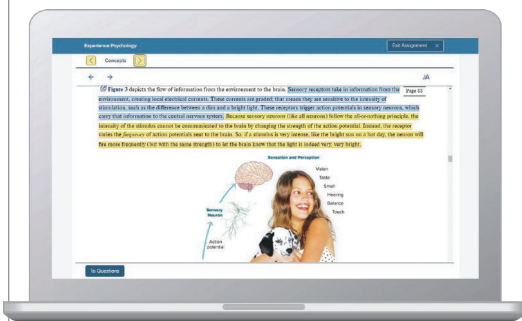 Experience Psychology
Exit Assignment ×
< Concepts >
← →
Figure 3 depicts the flow of information from the environment to the brain. Sensory receptors take in information from the
environment, creating local electrical currents. These currents are graded; that means they are sensitive to the intensity of
stimulation, such as the difference between a dim and a bright light. These receptors trigger action potentials in sensory neurons, which
carry that information to the central nervous system. Because sensory neurons (like all neurons) follow the all-or-nothing principle, the
intensity of the stimulus cannot be communicated to the brain by changing the strength of the action potential. Instead, the receptor
varies the frequency of action potentials sent to the brain. So, if a stimulus is very intense, like the bright sun on a hot day, the neuron will
fire more frequently (but with the same strength) to let the brain know that the light is indeed very, very bright.
Sensation and Perception
Vision
Taste
Smell
Hearing
Balance
Touch
Sensory
Neuron
Action
potential
To Questions